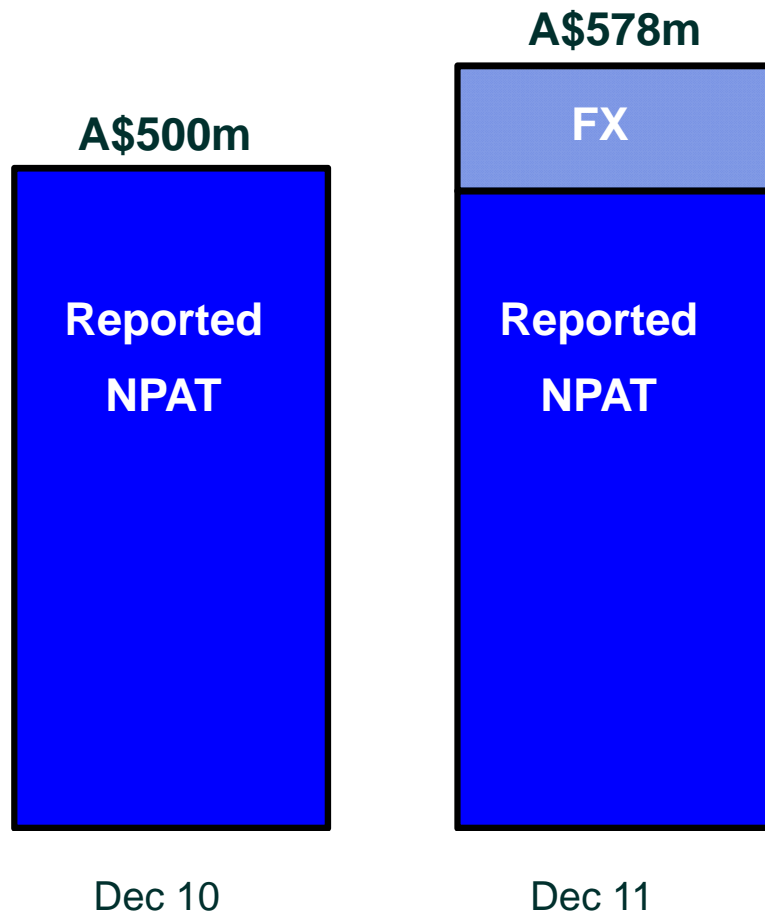 A$578m
FX
A$500m
Reported
NPAT
Reported
NPAT
Dec 10
Dec 11